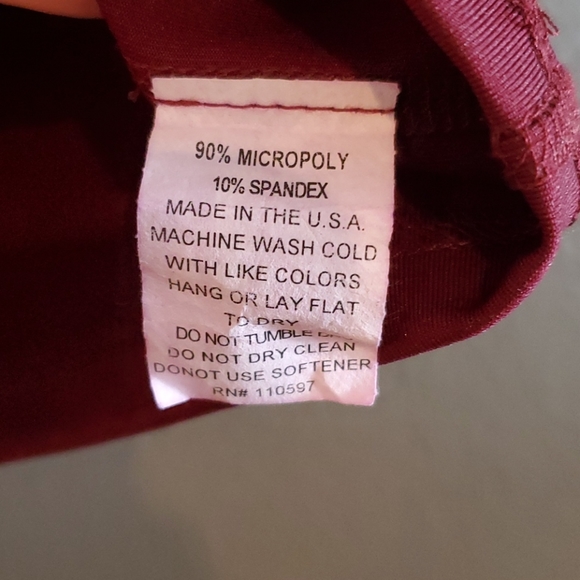 90% MICROPOLY
10% SPANDEX
MADE IN THE U.S.A.
MACHINE WASH COLD
WITH LIKE COLORS
HANG OR LAY FLAT
TO DRY
DO NOT TUMBLE
DO NOT DRY CLEAN
DONOT USE SOFTENER
RN# 110597